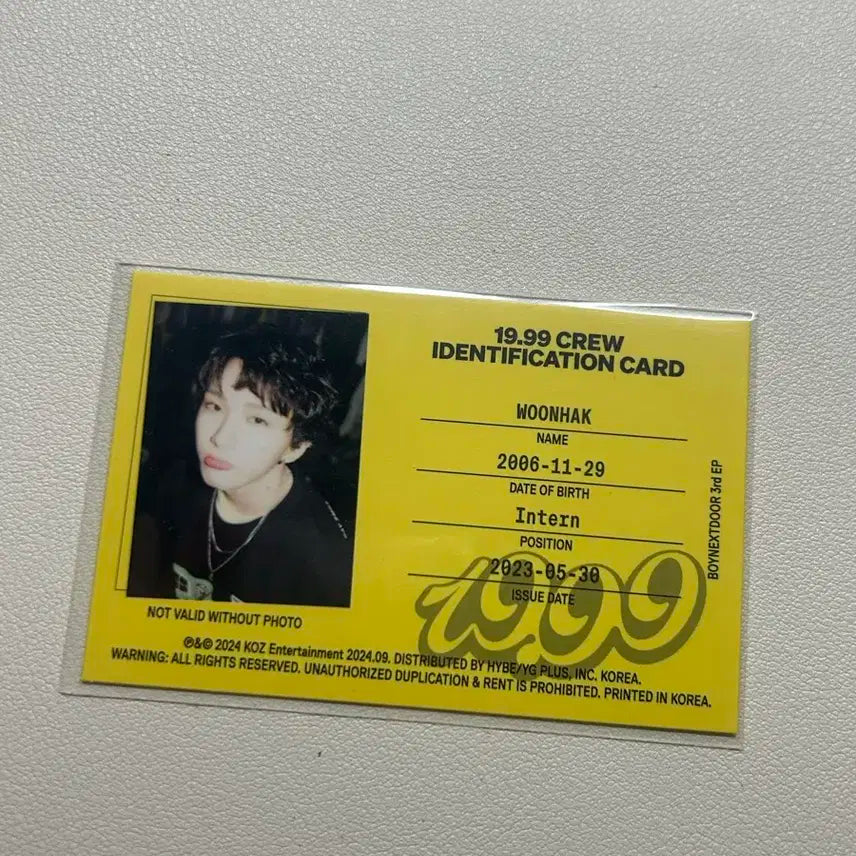 19.99 CREW
IDENTIFICATION CARD
WOONHAK
NAME
2006-11-29
DATE OF BIRTH
Intern
POSITION
2023-05-30
ISSUE DATE
19.99
BOYNEXTDOOR 3rd EP
NOT VALID WITHOUT PHOTO
℗&© 2024 KOZ Entertainment 2024.09. DISTRIBUTED BY HYBE/YG PLUS, INC. KOREA.
WARNING: ALL RIGHTS RESERVED. UNAUTHORIZED DUPLICATION & RENT IS PROHIBITED. PRINTED IN KOREA.